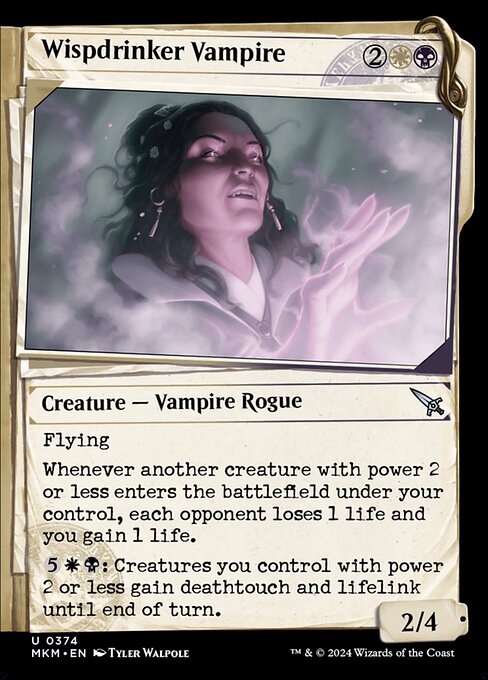 Wispdrinker Vampire 2
Creature — Vampire Rogue
Flying
Whenever another creature with power 2
or less enters the battlefield under your
control, each opponent loses 1 life and
you gain 1 life.
5: Creatures you control with power
2 or less gain deathtouch and lifelink
until end of turn.
2/4
U 0374
MKM • EN Tyler Walpole
™ & © 2024 Wizards of the Coast